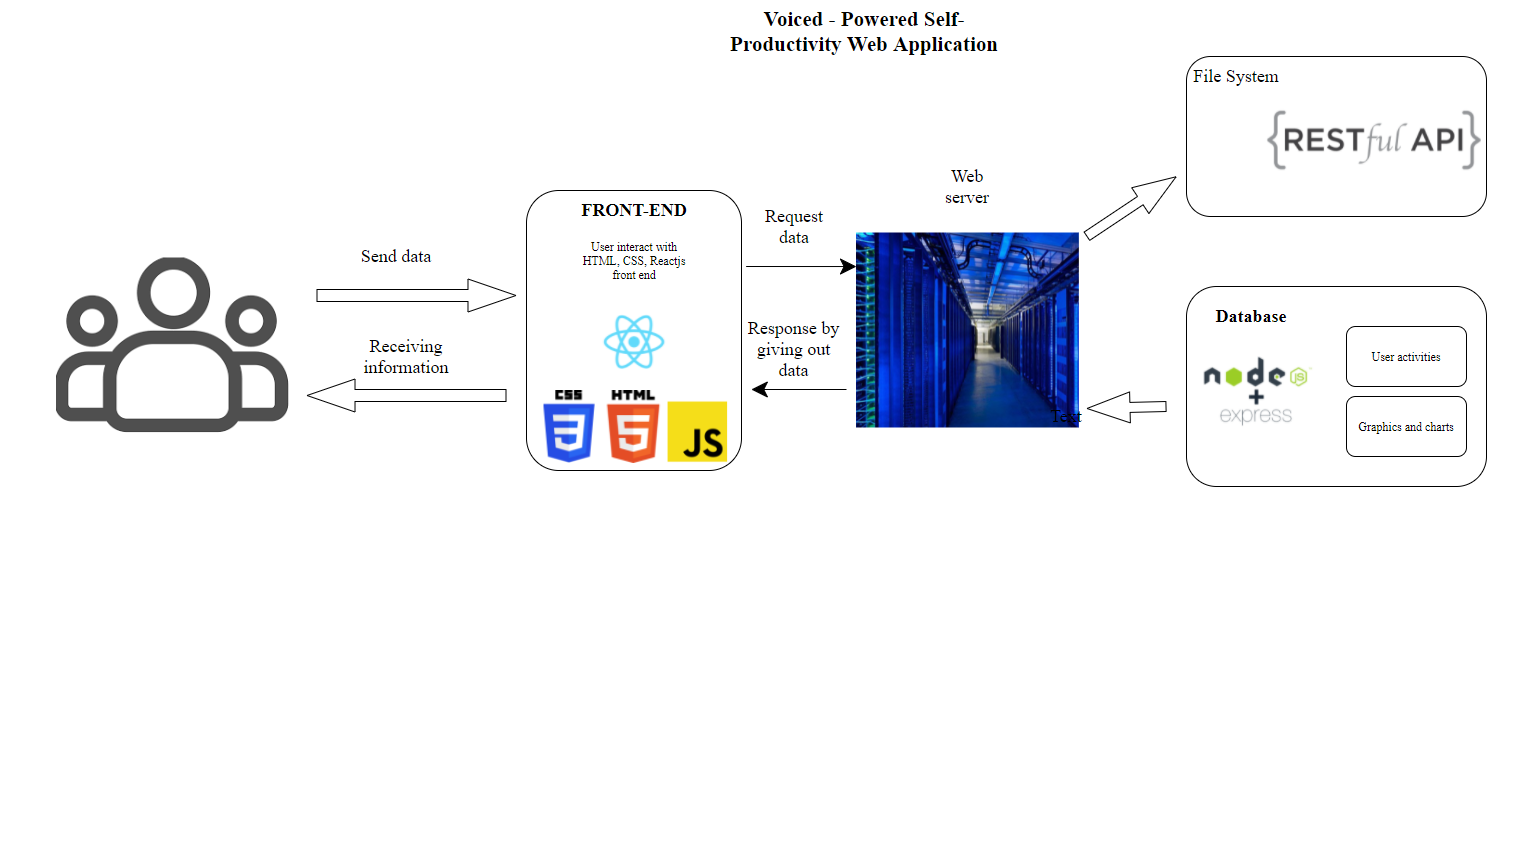 Voiced - Powered Self-
Productivity Web Application
File System
{RESTful API}
Web
server
FRONT-END
Request
data
User interact with
HTML, CSS, Reactjs
front end
Send data
Response by
giving out
data
Receiving
information
CSS
HTML
JS
Text
Database
node
JS
+
express
User activities
Graphics and charts